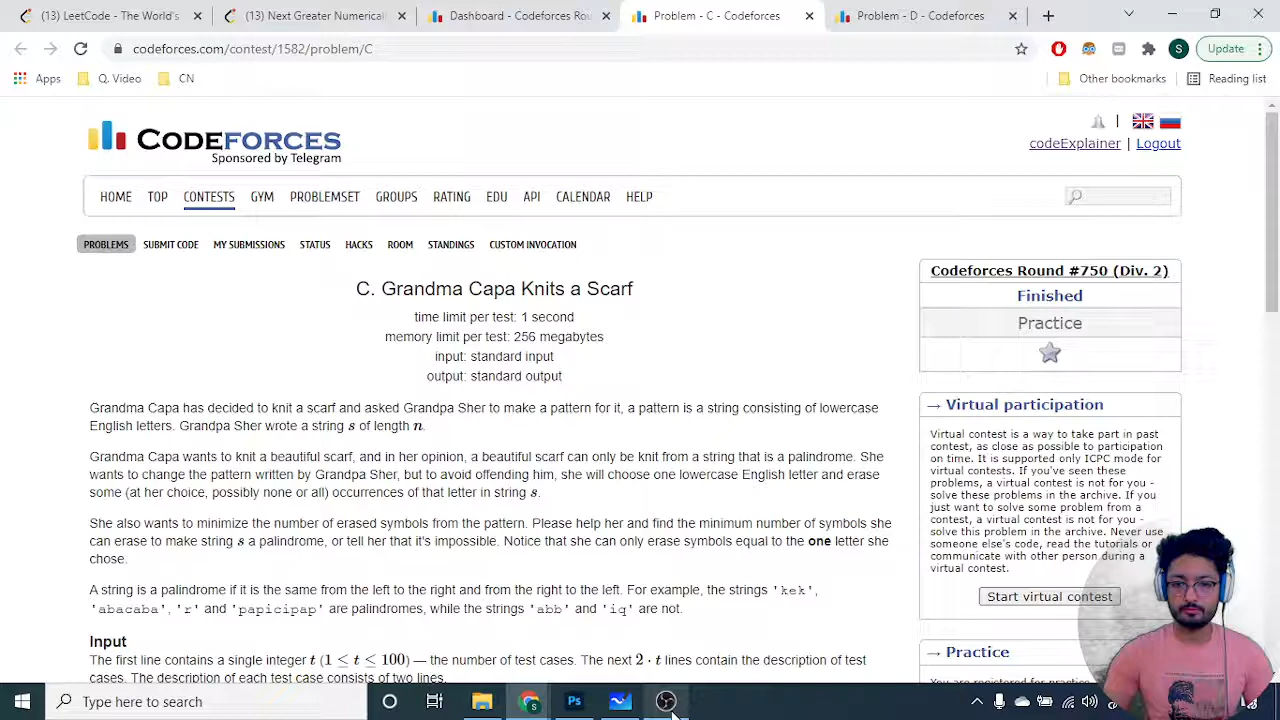 (13) LeetCode - The World's
(13) Next Greater Numerical
Dashboard - Codeforces Rou
Problem - C - Codeforces
Problem - D - Codeforces
codeforces.com/contest/1582/problem/C
S
Update
Apps
Q. Video
CN
Other bookmarks
Reading list
CODEFORCES
Sponsored by Telegram
codeExplainer | Logout
HOME TOP CONTESTS GYM PROBLEMSET GROUPS RATING EDU API CALENDAR HELP
PROBLEMS SUBMIT CODE MY SUBMISSIONS STATUS HACKS ROOM STANDINGS CUSTOM INVOCATION
C. Grandma Capa Knits a Scarf
time limit per test: 1 second
memory limit per test: 256 megabytes
input: standard input
output: standard output
Grandma Capa has decided to knit a scarf and asked Grandpa Sher to make a pattern for it, a pattern is a string consisting of lowercase
English letters. Grandpa Sher wrote a string s of length n.
Grandma Capa wants to knit a beautiful scarf, and in her opinion, a beautiful scarf can only be knit from a string that is a palindrome. She
wants to change the pattern written by Grandpa Sher, but to avoid offending him, she will choose one lowercase English letter and erase
some (at her choice, possibly none or all) occurrences of that letter in string s.
She also wants to minimize the number of erased symbols from the pattern. Please help her and find the minimum number of symbols she
can erase to make string s a palindrome, or tell her that it's impossible. Notice that she can only erase symbols equal to the one letter she
chose.
A string is a palindrome if it is the same from the left to the right and from the right to the left. For example, the strings 'kek',
'abacaba', 'r' and 'papicipap' are palindromes, while the strings 'abb' and 'iq' are not.
Input
The first line contains a single integer t (1 ≤ t ≤ 100) — the number of test cases. The next 2 · t lines contain the description of test
cases. The description of each test case consists of two lines.
Codeforces Round #750 (Div. 2)
Finished
Practice
→ Virtual participation
Virtual contest is a way to take part in past
contest, as close as possible to participation
on time. It is supported only ICPC mode for
virtual contests. If you've seen these
problems, a virtual contest is not for you -
solve these problems in the archive. If you
just want to solve some problem from a
contest, a virtual contest is not for you -
solve this problem in the archive. Never use
someone else's code, read the tutorials or
communicate with other person during a
virtual contest.
Start virtual contest
→ Practice
You are registered for practice
Type here to search
Ps